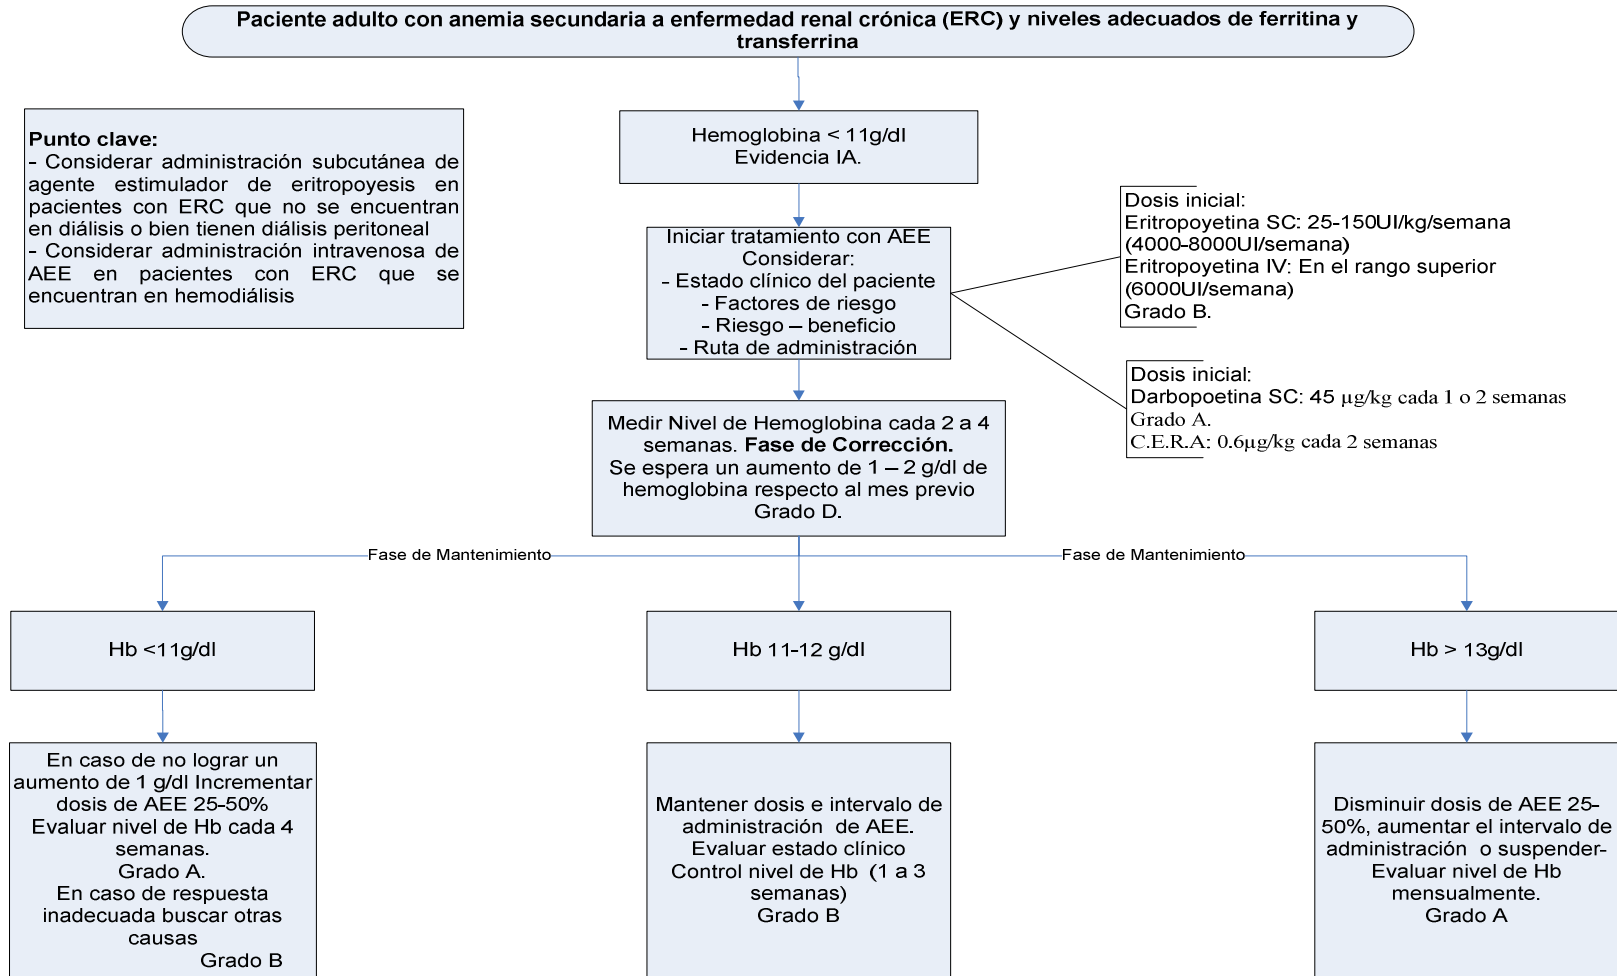 Paciente adulto con anemia secundaria a enfermedad renal crónica (ERC) y niveles adecuados de ferritina y
transferrina
Punto clave:
- Considerar administración subcutánea de
agente estimulador de eritropoyesis en
pacientes con ERC que no se encuentran
en diálisis o bien tienen diálisis peritoneal
- Considerar administración intravenosa de
AEE en pacientes con ERC que se
encuentran en hemodiálisis
Hemoglobina < 11g/dl
Evidencia IA.
Iniciar tratamiento con AEE
Considerar:
- Estado clínico del paciente
- Factores de riesgo
- Riesgo – beneficio
- Ruta de administración
Dosis inicial:
Eritropoyetina SC: 25-150UI/kg/semana
(4000-8000UI/semana)
Eritropoyetina IV: En el rango superior
(6000UI/semana)
Grado B.
Dosis inicial:
Darbopoetina SC: 45 µg/kg cada 1 o 2 semanas
Grado A.
C.E.R.A: 0.6µg/kg cada 2 semanas
Medir Nivel de Hemoglobina cada 2 a 4
semanas. Fase de Corrección.
Se espera un aumento de 1 – 2 g/dl de
hemoglobina respecto al mes previo
Grado D.
Fase de Mantenimiento
Fase de Mantenimiento
Hb <11g/dl
Hb 11-12 g/dl
Hb > 13g/dl
En caso de no lograr un
aumento de 1 g/dl Incrementar
dosis de AEE 25-50%
Evaluar nivel de Hb cada 4
semanas.
Grado A.
En caso de respuesta
inadecuada buscar otras
causas
Grado B
Mantener dosis e intervalo de
administración de AEE.
Evaluar estado clínico
Control nivel de Hb (1 a 3
semanas)
Grado B
Disminuir dosis de AEE 25-
50%, aumentar el intervalo de
administración o suspender-
Evaluar nivel de Hb
mensualmente.
Grado A